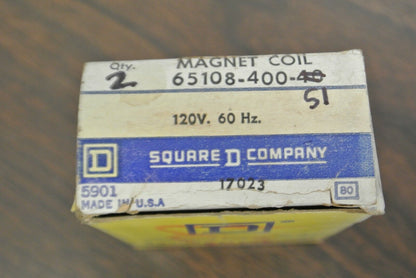 Qty. MAGNET COIL
2 65108-400-40
51
120V. 60 Hz.
D SQUARE D COMPANY
5901 17023 80
MADE IN U.S.A
D